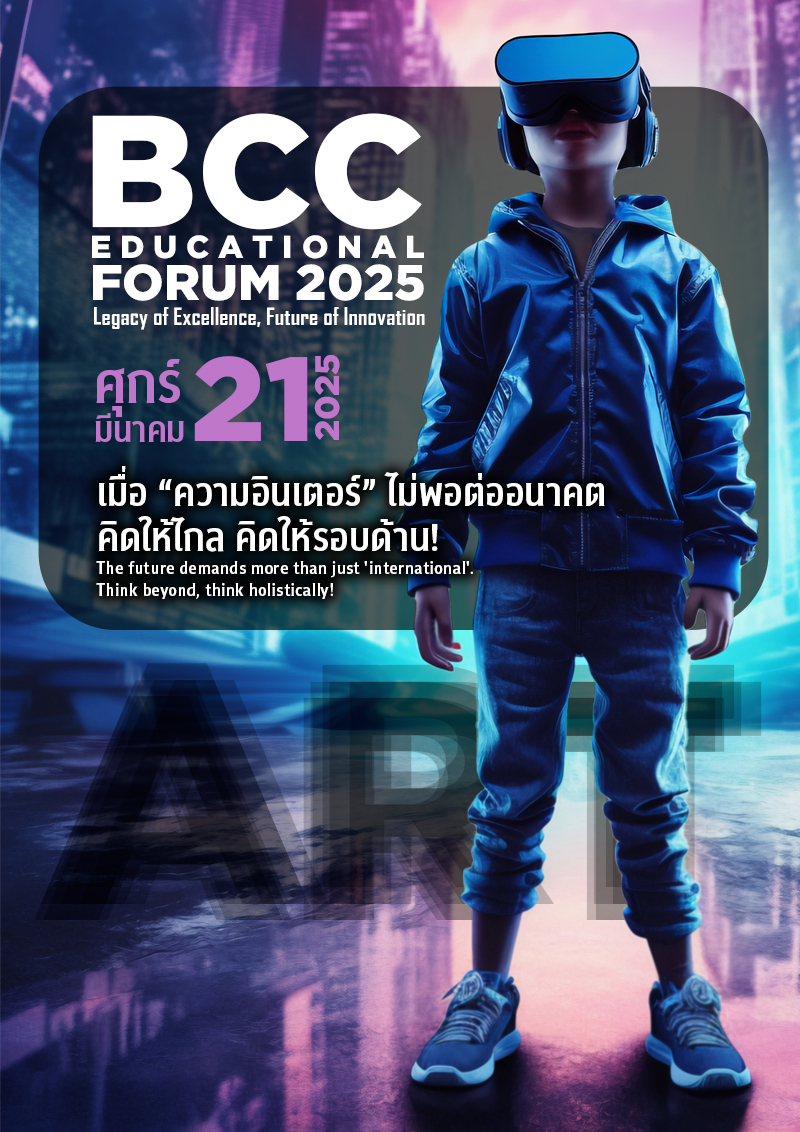 BCC
EDUCATIONAL
FORUM 2025
Legacy of Excellence, Future of Innovation
ศุกร์
มีนาคม 21 2025
เมื่อ “ความอินเตอร์” ไม่พอต่ออนาคต
คิดให้ไกล คิดให้รอบด้าน!
The future demands more than just 'international'.
Think beyond, think holistically!
ART